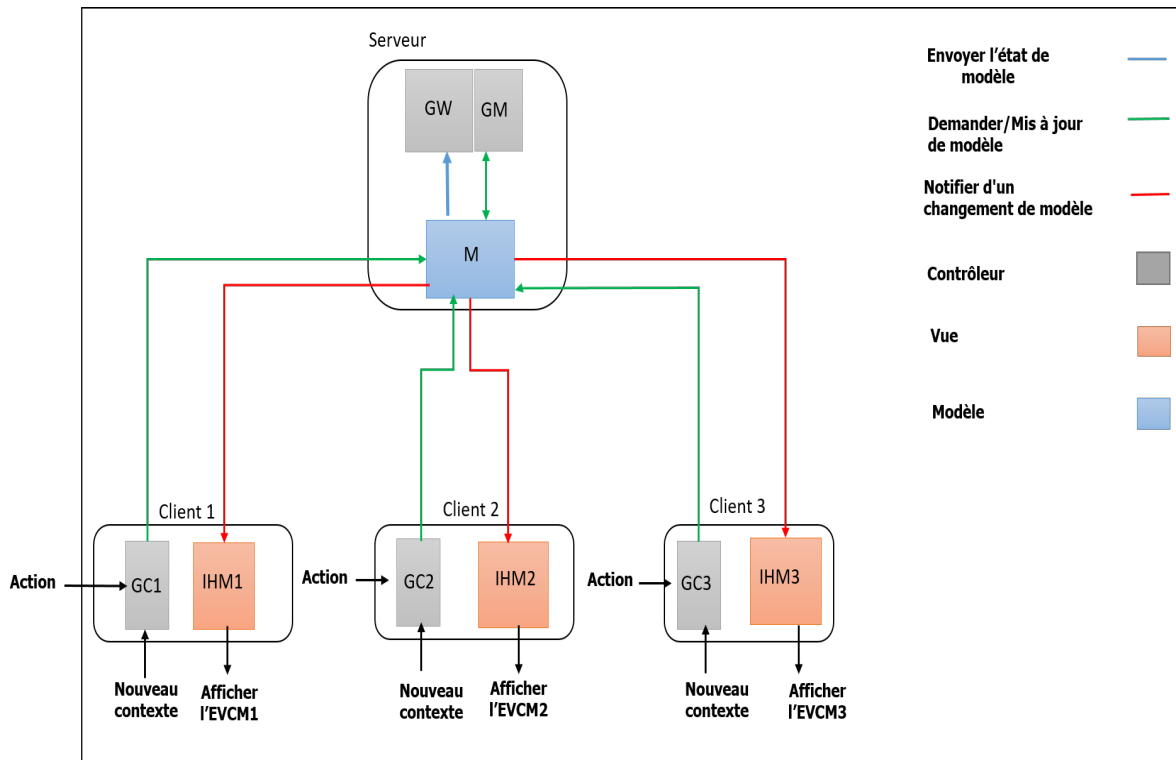 Serveur
GW
GM
M
Envoyer l’état de
modèle
Demander/Mis à jour
de modèle
Notifier d'un
changement de modèle
Contrôleur
Vue
Modèle
Client 1
Action
GC1
IHM1
Nouveau
contexte
Afficher
l’EVCM1
Client 2
Action
GC2
IHM2
Nouveau
contexte
Afficher
l’EVCM2
Client 3
Action
GC3
IHM3
Nouveau
contexte
Afficher
l’EVCM3